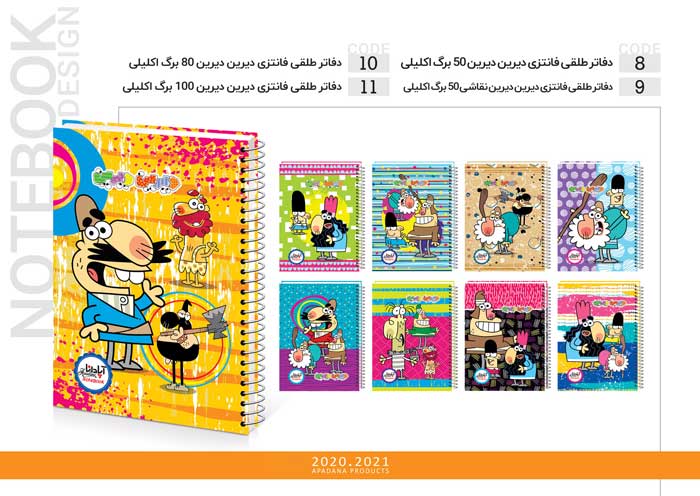 NOTEBOOK
DESIGN
CODE
8 دفاتر طلقی فانتزی دیرین دیرین 50 برگ اکلیلی
9 دفاتر طلقی فانتزی دیرین دیرین نقاشی 50 برگ اکلیلی
CODE
10 دفاتر طلقی فانتزی دیرین دیرین 80 برگ اکلیلی
11 دفاتر طلقی فانتزی دیرین دیرین 100 برگ اکلیلی
آپادانا
2020.2021
APADANA PRODUCTS